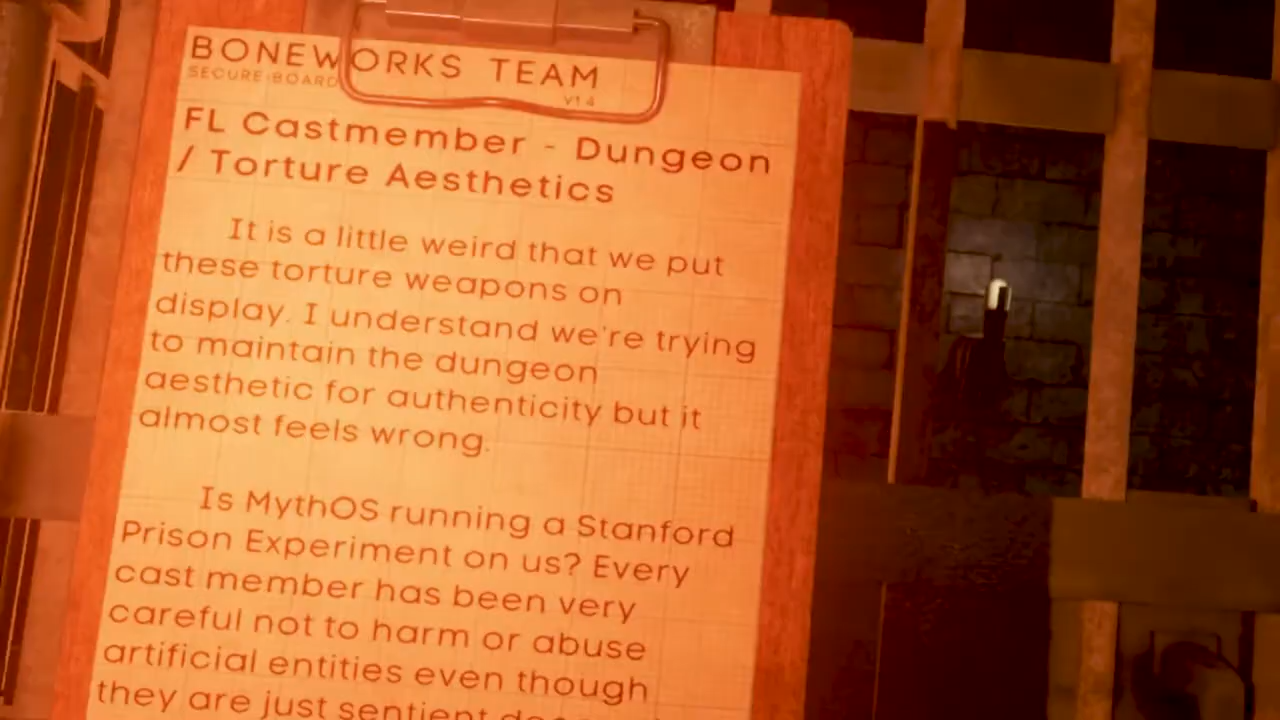 BONEWORKS TEAM
SECURE BOARD
V1.4
FL Castmember - Dungeon
/ Torture Aesthetics
It is a little weird that we put
these torture weapons on
display. I understand we're trying
to maintain the dungeon
aesthetic for authenticity but it
almost feels wrong.
Is MythOS running a Stanford
Prison Experiment on us? Every
cast member has been very
careful not to harm or abuse
artificial entities even though
they are just sentient